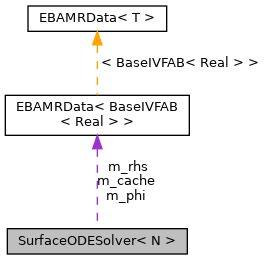 EBAMRData< T >
< BaseIVFAB< Real > >
EBAMRData< BaseIVFAB
< Real > >
m_rhs
m_cache
m_phi
SurfaceODESolver< N >